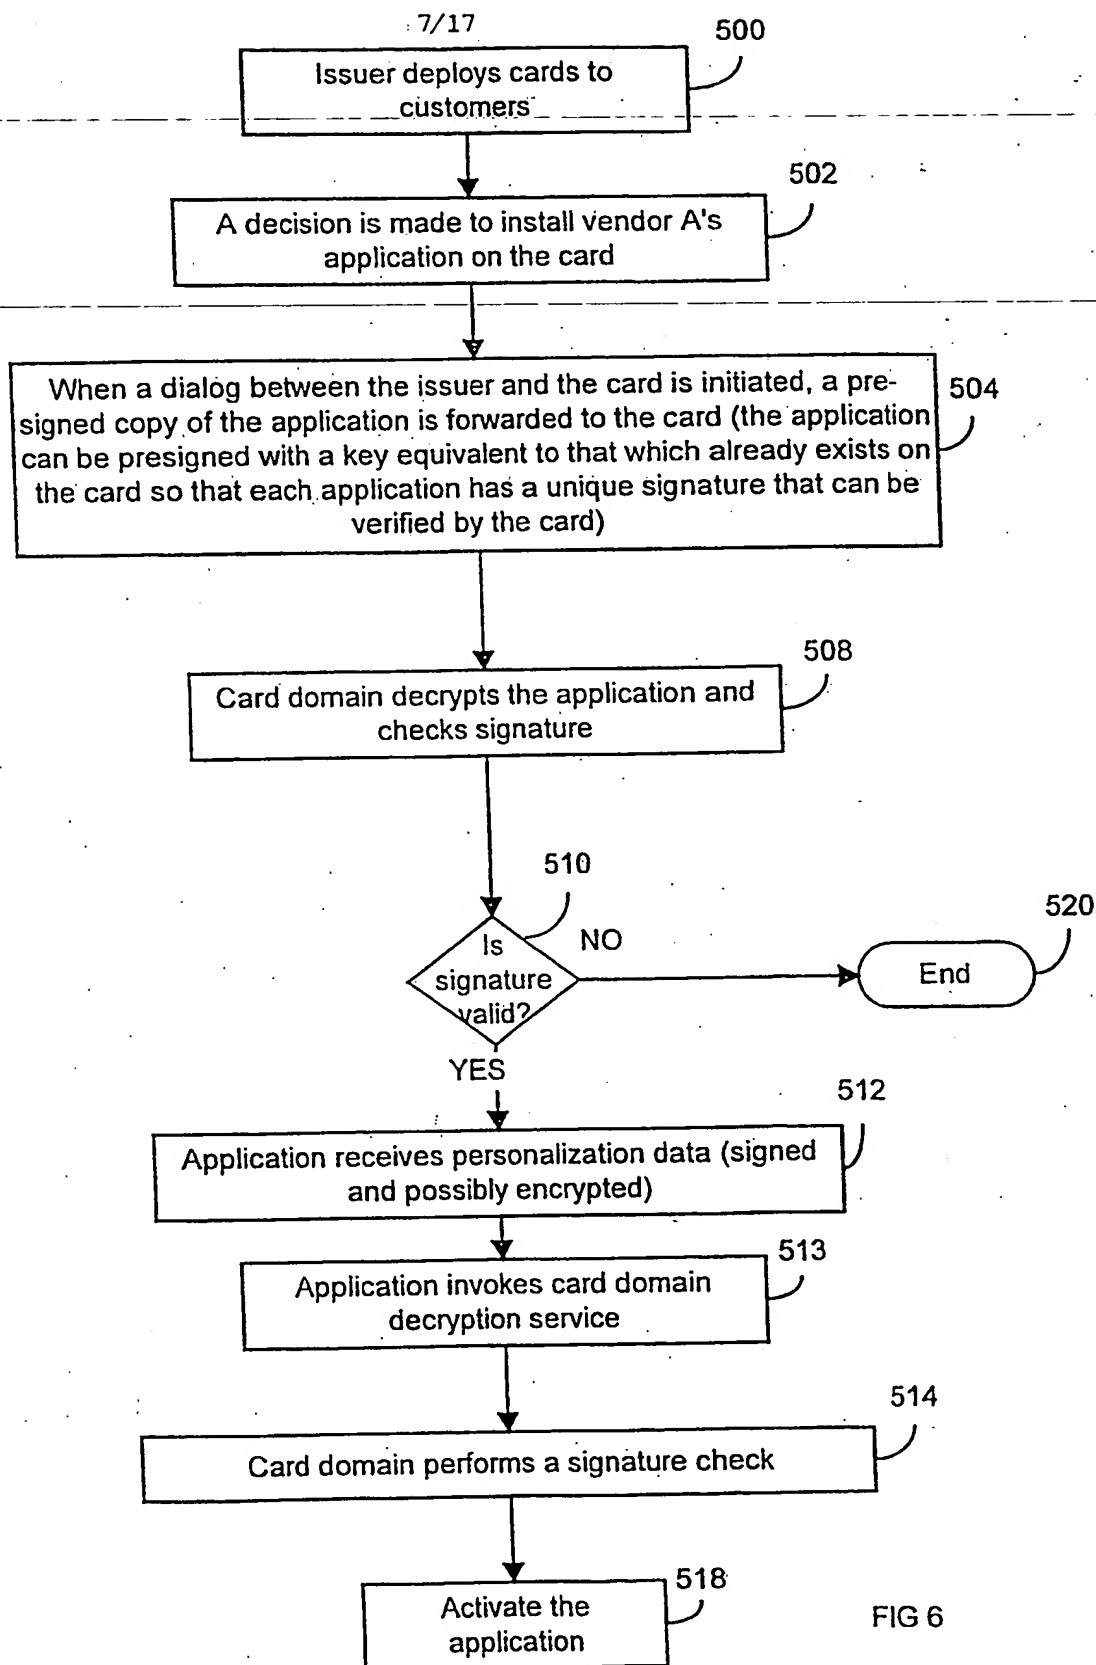 7/17
500
Issuer deploys cards to
customers
502
A decision is made to install vendor A's
application on the card
504
When a dialog between the issuer and the card is initiated, a pre-
signed copy of the application is forwarded to the card (the application
can be presigned with a key equivalent to that which already exists on
the card so that each application has a unique signature that can be
verified by the card)
508
Card domain decrypts the application and
checks signature
510
Is
signature
valid?
NO
520
End
YES
512
Application receives personalization data (signed
and possibly encrypted)
513
Application invokes card domain
decryption service
514
Card domain performs a signature check
518
Activate the
application
FIG 6